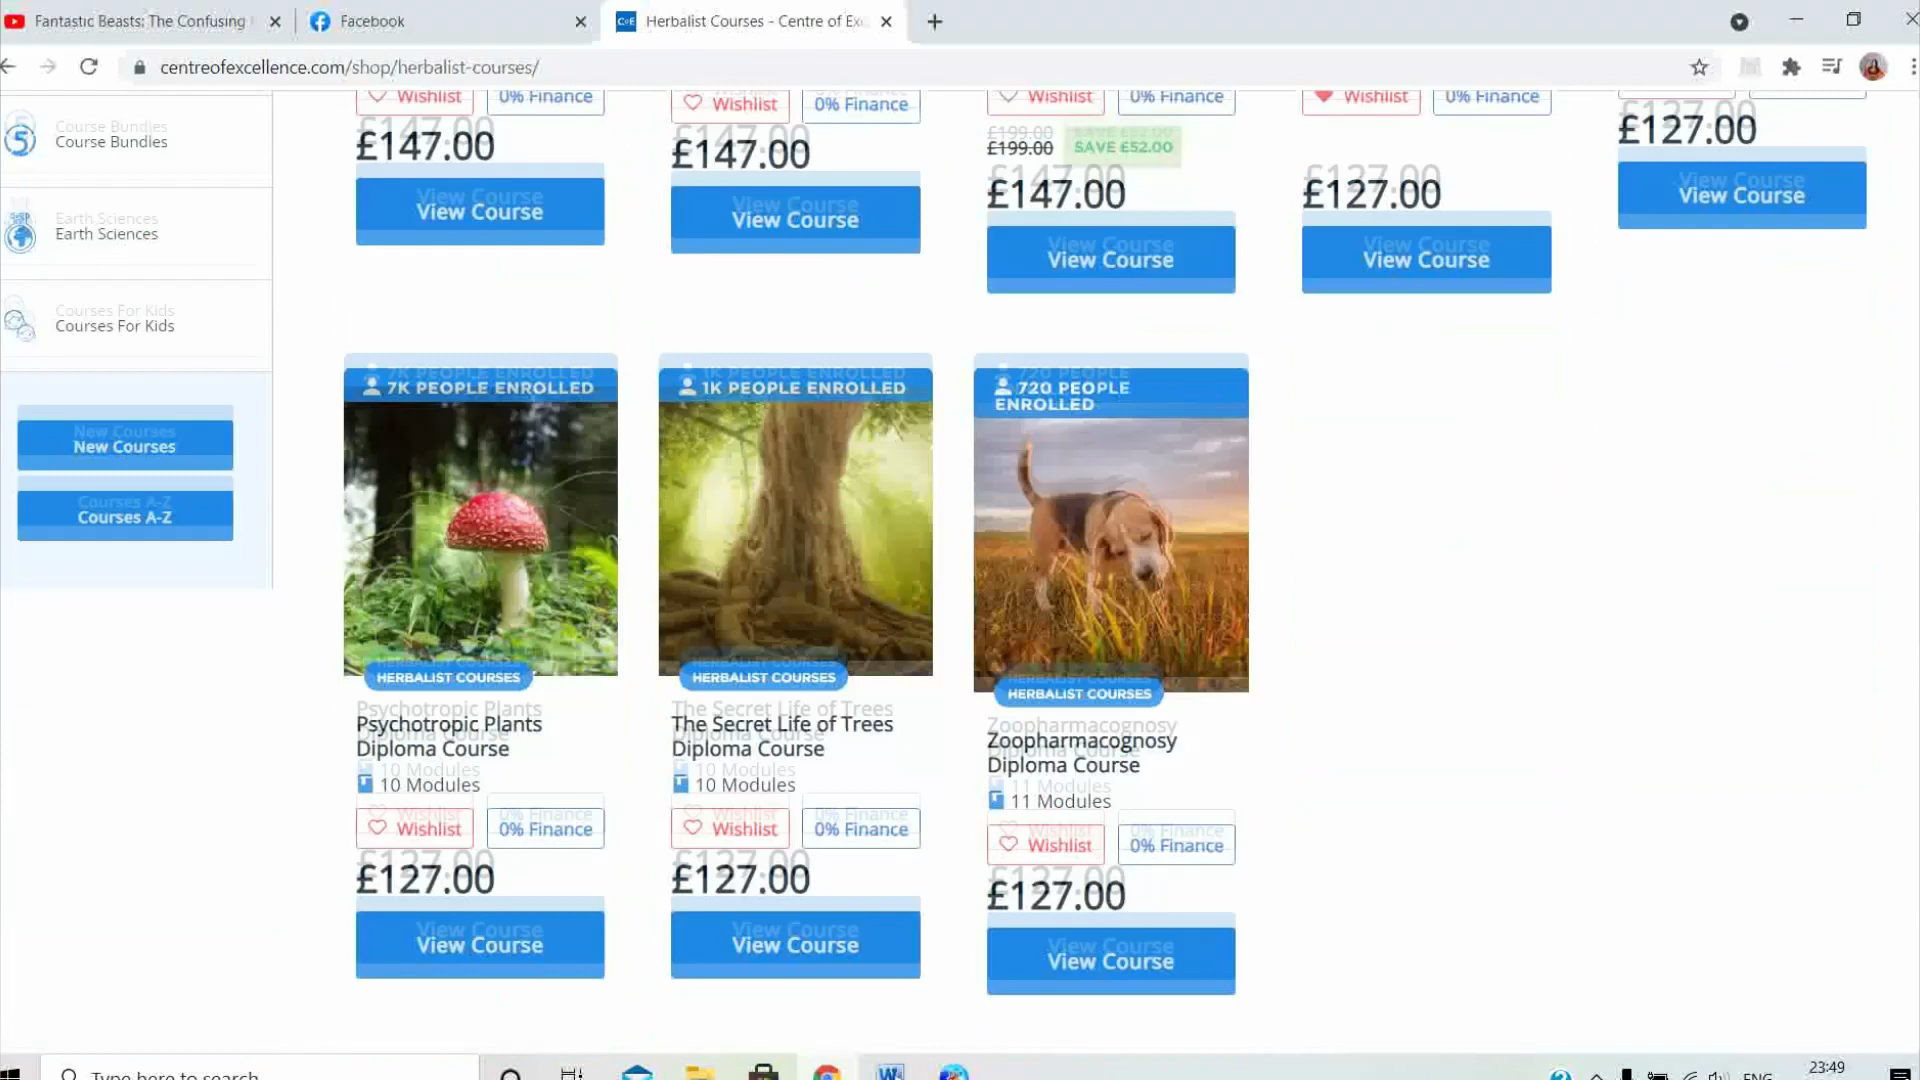 Fantastic Beasts: The Confusing
Facebook
Herbalist Courses - Centre of Exc
centreofexcellence.com/shop/herbalist-courses/
Course Bundles
Earth Sciences
Courses For Kids
New Courses
Courses A-Z
Wishlist
0% Finance
£147.00
View Course
Wishlist
0% Finance
£147.00
View Course
Wishlist
0% Finance
£199.00 SAVE £52.00
£147.00
View Course
Wishlist
0% Finance
£127.00
View Course
£127.00
View Course
7K PEOPLE ENROLLED
HERBALIST COURSES
Psychotropic Plants
Diploma Course
10 Modules
Wishlist
0% Finance
£127.00
View Course
1K PEOPLE ENROLLED
HERBALIST COURSES
The Secret Life of Trees
Diploma Course
10 Modules
Wishlist
0% Finance
£127.00
View Course
720 PEOPLE
ENROLLED
HERBALIST COURSES
Zoopharmacognosy
Diploma Course
11 Modules
Wishlist
0% Finance
£127.00
View Course
Type here to search
ENG
23:49